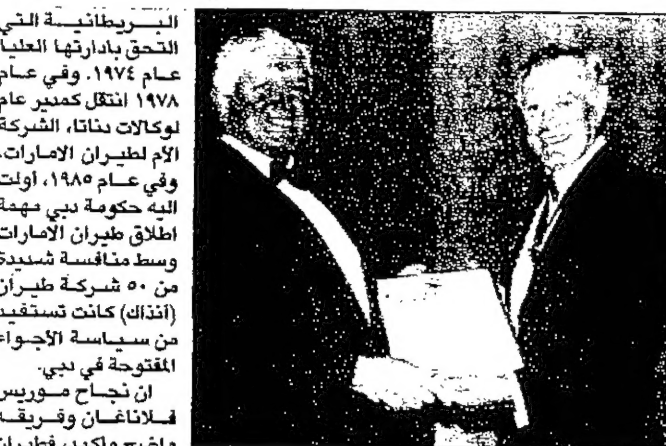 البريطانية التي
التحق بادارتها العليا
عام ١٩٧٤. وفي عام
١٩٧٨ انتقل كمدير عام
لوكالات دناتا، الشركة
الأم لطيران الامارات.
وفي عام ١٩٨٥، أولت
اليه حكومة دبي مهمة
اطلاق طيران الامارات
وسط منافسة شديدة
من ٥٠ شركة طيران
(آنذاك) كانت تستفيد
من سياسة الأجواء
المفتوحة في دبي.
ان نجاح موريس
فلاناغان وفريقه